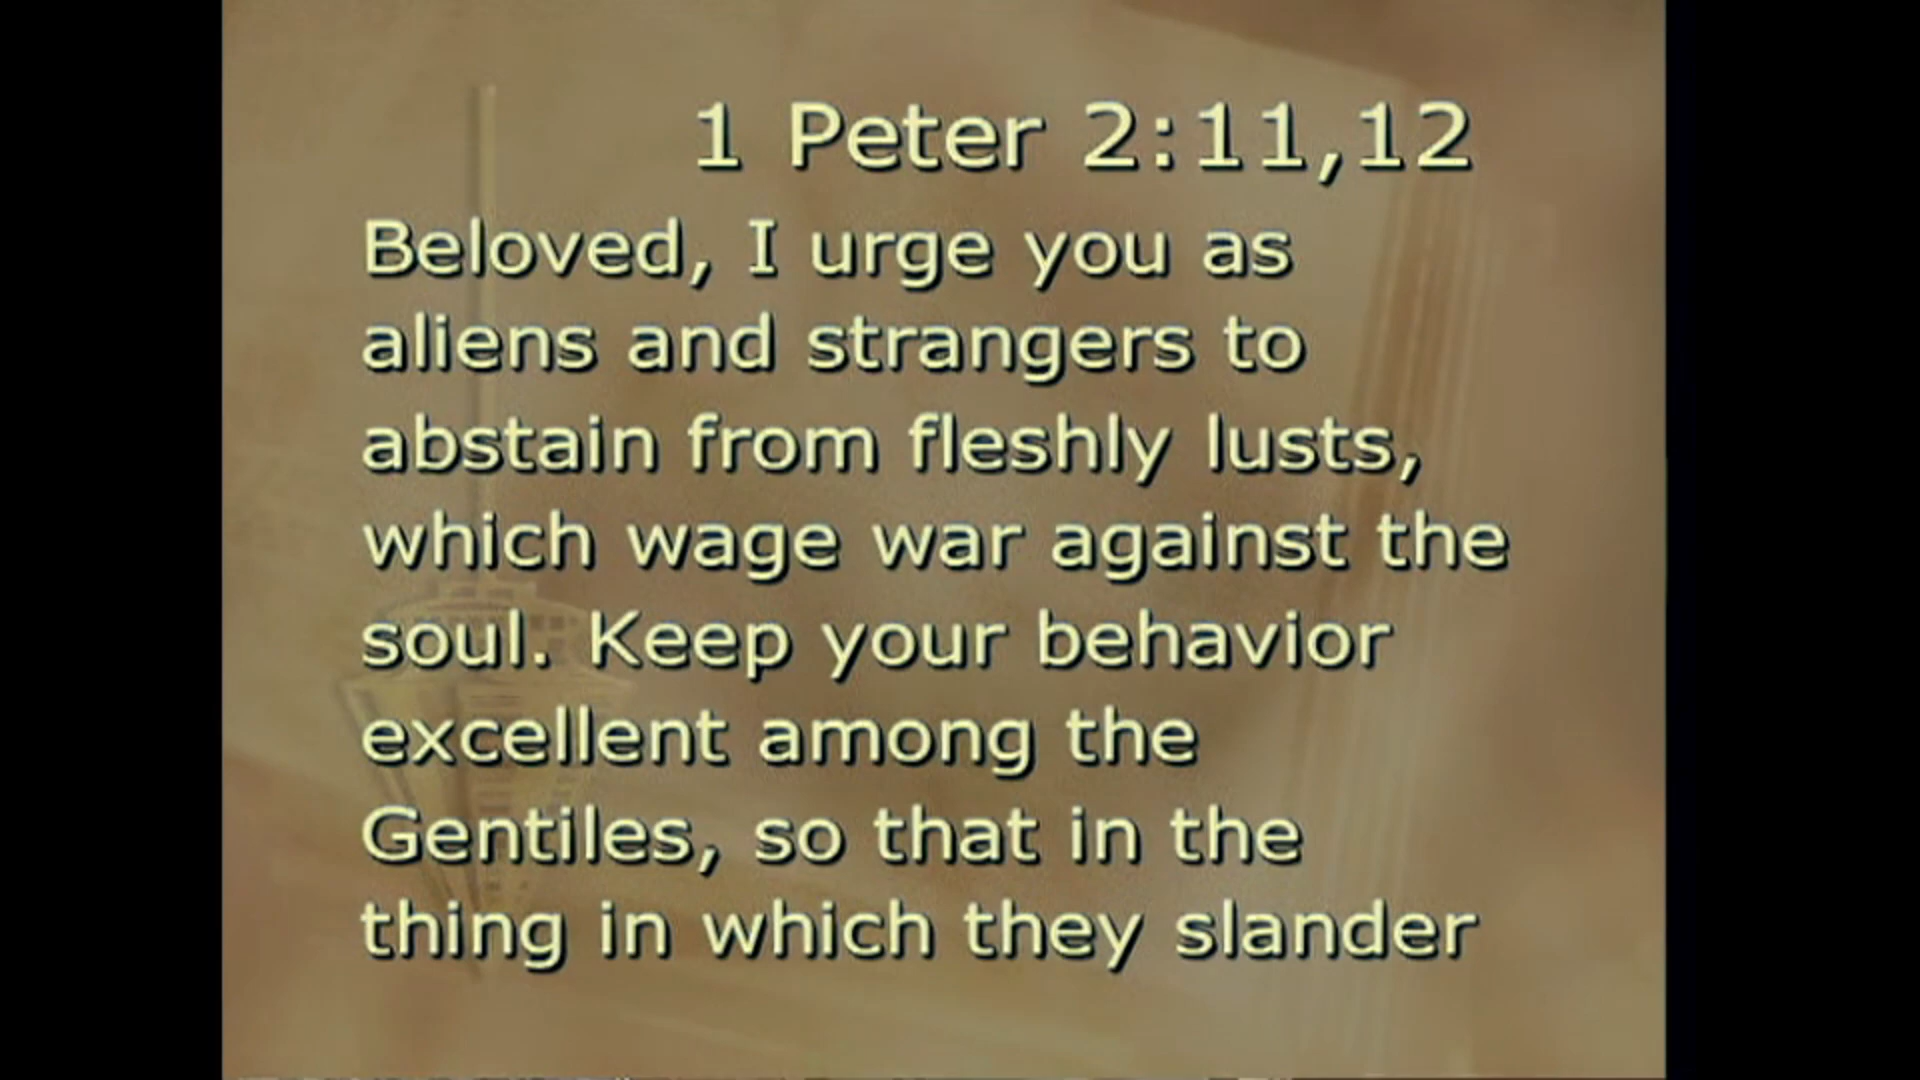 1 Peter 2:11,12
Beloved, I urge you as
aliens and strangers to
abstain from fleshly lusts,
which wage war against the
soul. Keep your behavior
excellent among the
Gentiles, so that in the
thing in which they slander